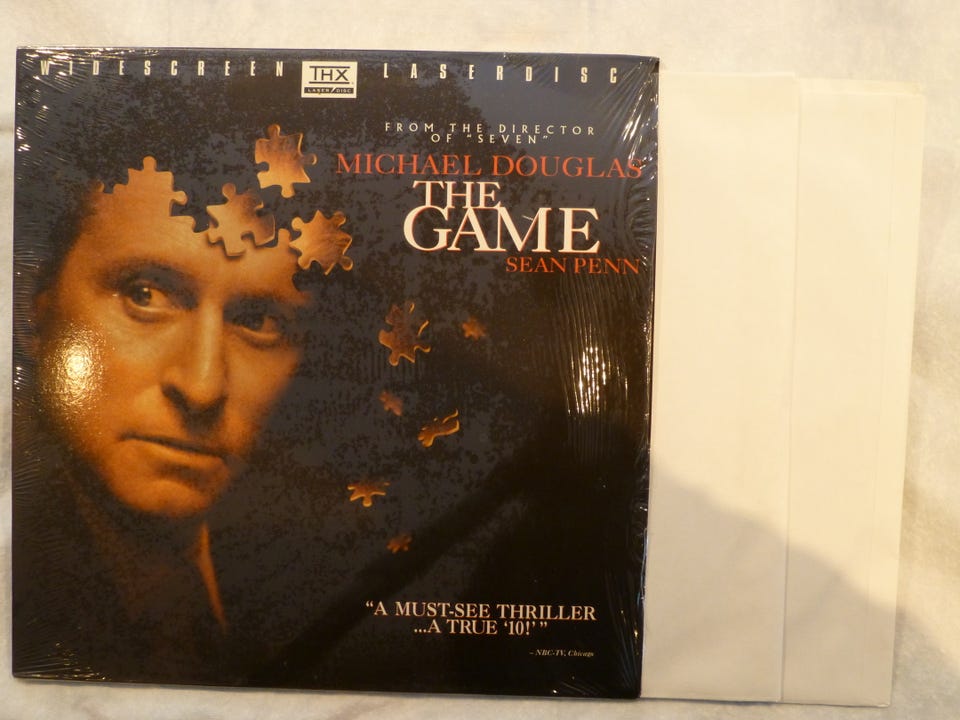 WIDESCREEN THX LASERDISC
LASER DISC
FROM THE DIRECTOR
OF "SEVEN"
MICHAEL DOUGLAS
THE
GAME
SEAN PENN
“A MUST-SEE THRILLER
...A TRUE ‘10!’”
– NBC-TV, Chicago